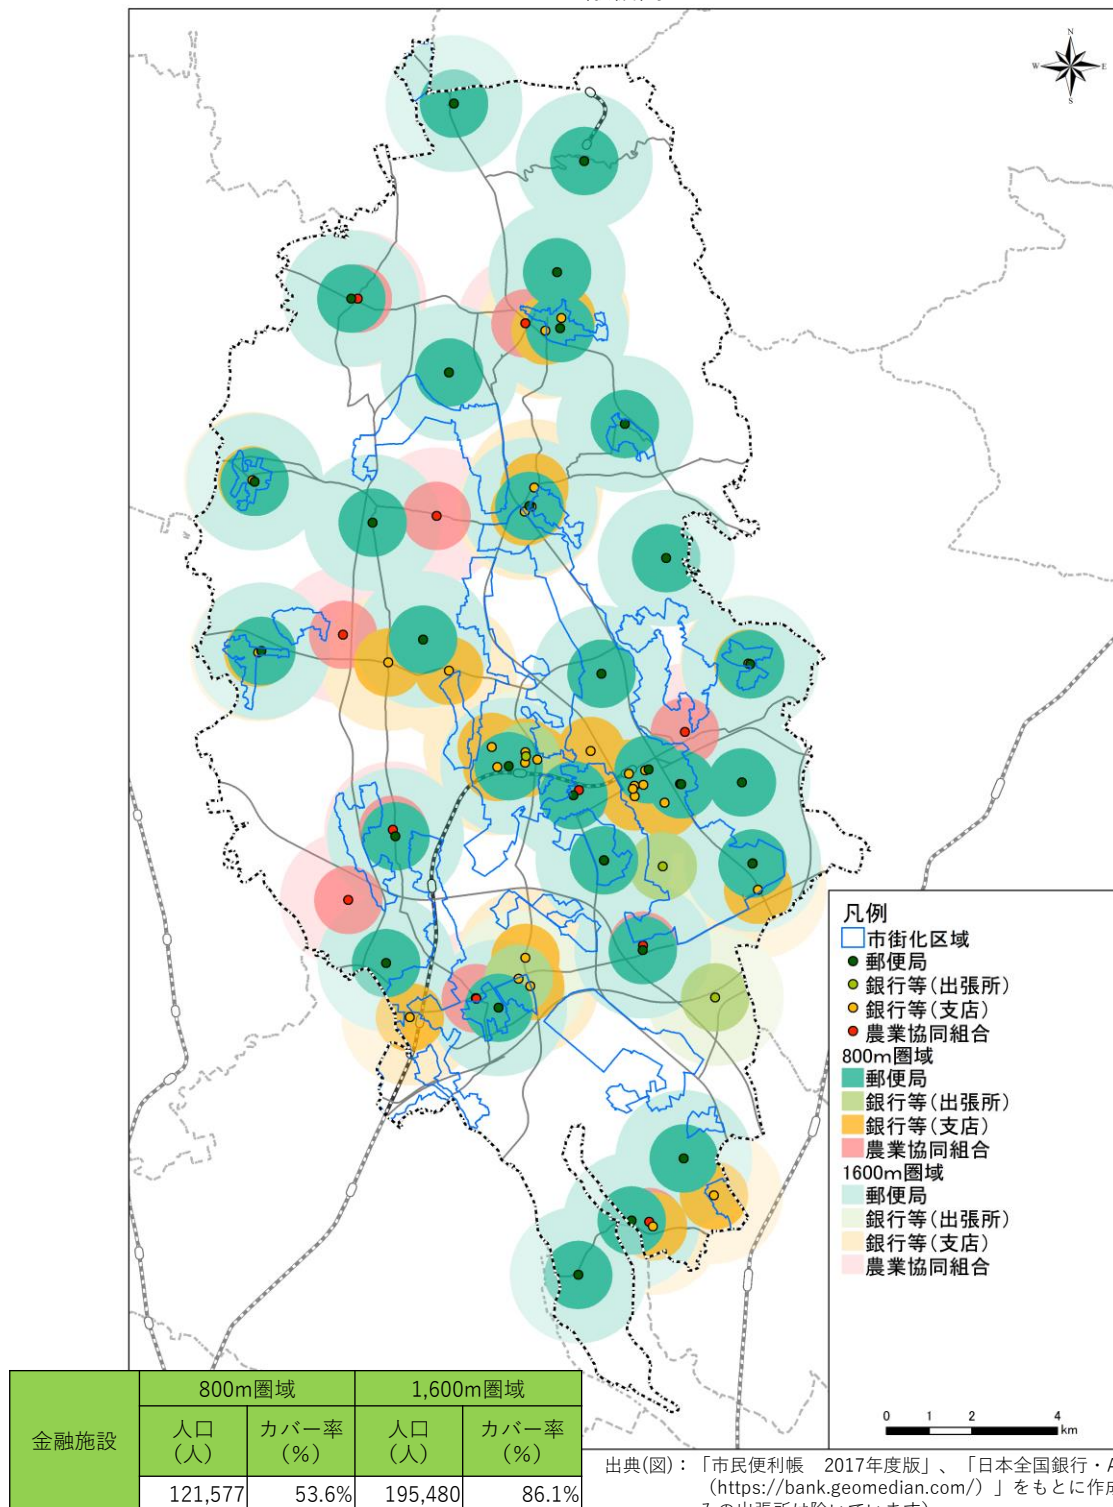 N
W
E
S
凡例
市街化区域
郵便局
銀行等(出張所)
銀行等(支店)
農業協同組合
800m圏域
郵便局
銀行等(出張所)
銀行等(支店)
農業協同組合
1600m圏域
郵便局
銀行等(出張所)
銀行等(支店)
農業協同組合
0 1 2 4
km
金融施設
800m圏域 1,600m圏域
人口 カバー率 人口 カバー率
(人) (%) (人) (%)
121,577 53.6% 195,480 86.1%
出典(図)：「市民便利帳　2017年度版」、「日本全国銀行・A
（https://bank.geomedian.com/）」をもとに作成